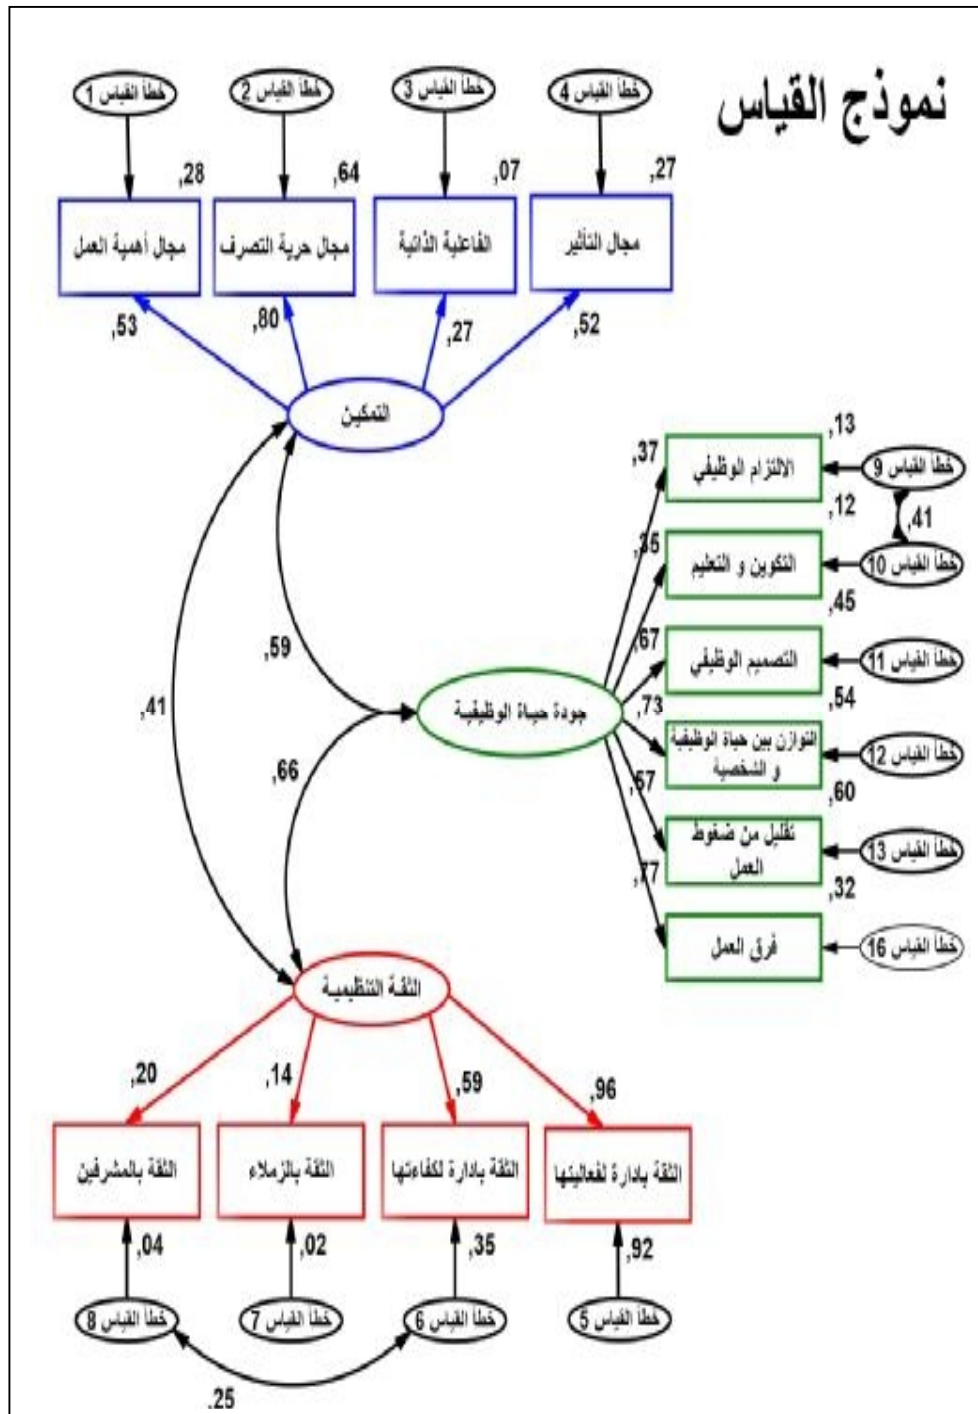 نموذج القياس
خطأ القياس 1
خطأ القياس 2
خطأ القياس 3
خطأ القياس 4
,28
,64
,07
,27
مجال أهمية العمل
مجال حرية التصرف
الفاعلية الذاتية
مجال التأثير
,53
,80
,27
,52
التمكين
,13
,37
الالتزام الوظيفي
خطأ القياس 9
,12
,41
,35
التكوين و التعليم
خطأ القياس 10
,45
,67
التصميم الوظيفي
خطأ القياس 11
,59
,41
جودة حياة الوظيفية
,54
,73
التوازن بين حياة الوظيفية
و الشخصية
خطأ القياس 12
,66
,60
,57
تقليل من ضغوط
العمل
خطأ القياس 13
,32
,77
فرق العمل
خطأ القياس 16
الثقة التنظيمية
,20
,14
,59
,96
الثقة بالمشرفين
الثقة بالزملاء
الثقة بادارة لكفاءتها
الثقة بادارة لفعاليتها
,04
,02
,35
,92
خطأ القياس 8
خطأ القياس 7
خطأ القياس 6
خطأ القياس 5
,25